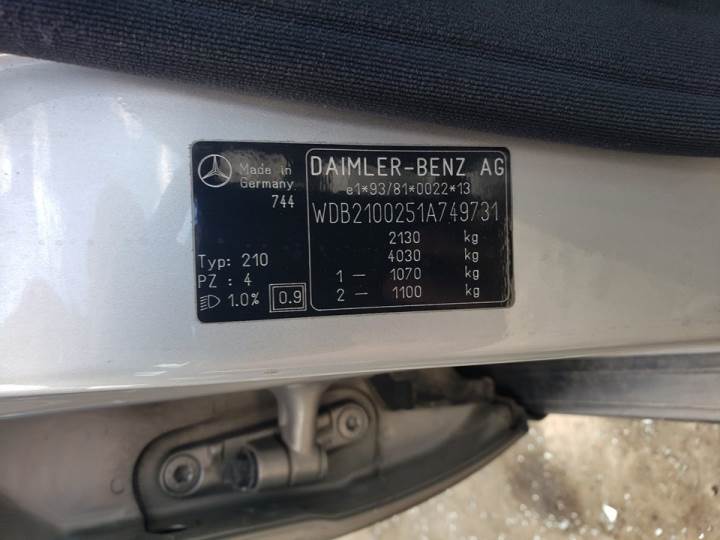 Made in
Germany
744
Typ: 210
PZ : 4
1.0% 0.9
DAIMLER-BENZ AG
e1*93/81*0022*13
WDB2100251A749731
2130 kg
4030 kg
1 — 1070 kg
2 — 1100 kg